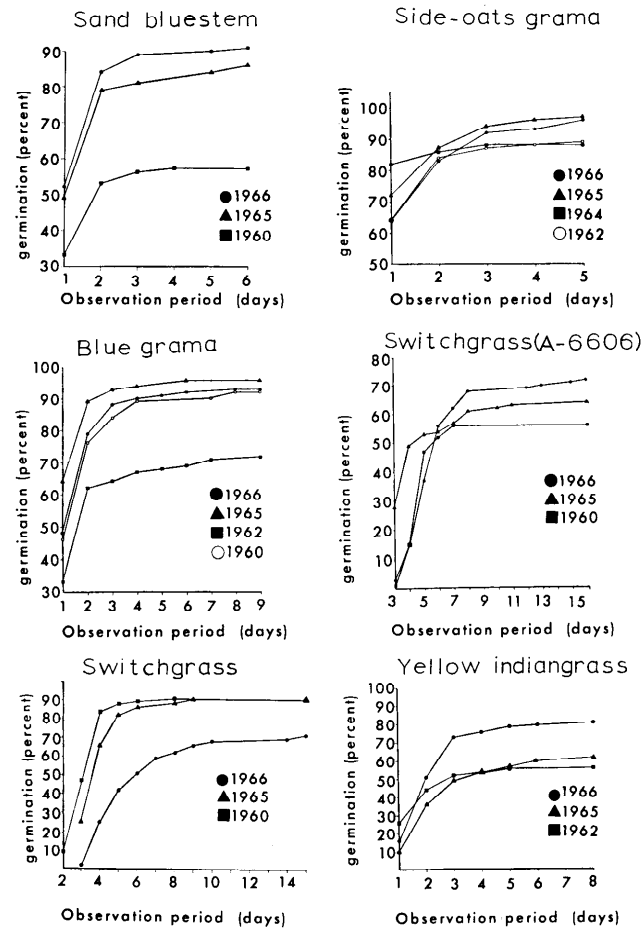 Sand bluestem
germination (percent)
90
80
70
60
50
40
30
1 2 3 4 5 6
Observation period (days)
● 1966
▲ 1965
■ 1960
Side-oats grama
germination (percent)
100
90
80
70
60
50
1 2 3 4 5
Observation period (days)
● 1966
▲ 1965
■ 1964
○ 1962
Blue grama
germination (percent)
100
90
80
70
60
50
40
30
1 2 3 4 5 6 7 8 9
Observation period (days)
● 1966
▲ 1965
■ 1962
○ 1960
Switchgrass(A-6606)
germination (percent)
80
70
60
50
40
30
20
10
3 5 7 9 11 13 15
Observation period (days)
● 1966
▲ 1965
■ 1960
Switchgrass
germination (percent)
90
80
70
60
50
40
30
20
10
2 4 6 8 10 12 14
Observation period (days)
● 1966
▲ 1965
■ 1960
Yellow indiangrass
germination (percent)
100
90
80
70
60
50
40
30
20
10
1 2 3 4 5 6 7 8
Observation period (days)
● 1966
▲ 1965
■ 1962